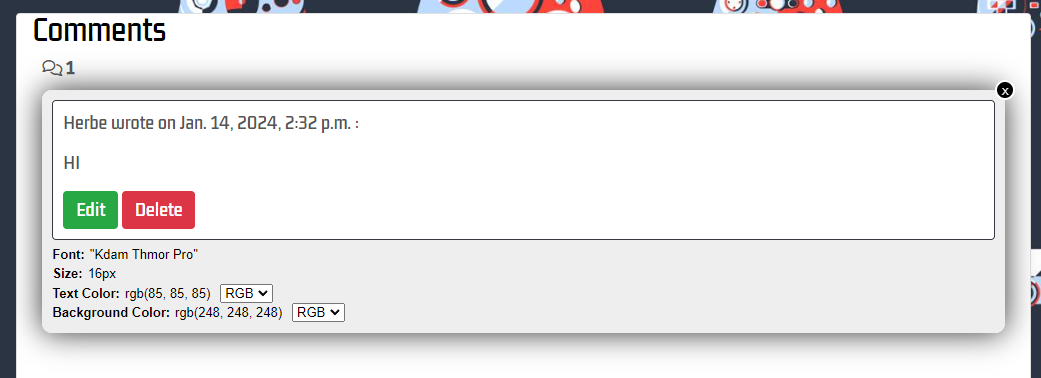 Comments
1
x
Herbe wrote on Jan. 14, 2024, 2:32 p.m. :
HI
Edit Delete
Font: "Kdam Thmor Pro"
Size: 16px
Text Color: rgb(85, 85, 85) RGB
Background Color: rgb(248, 248, 248) RGB